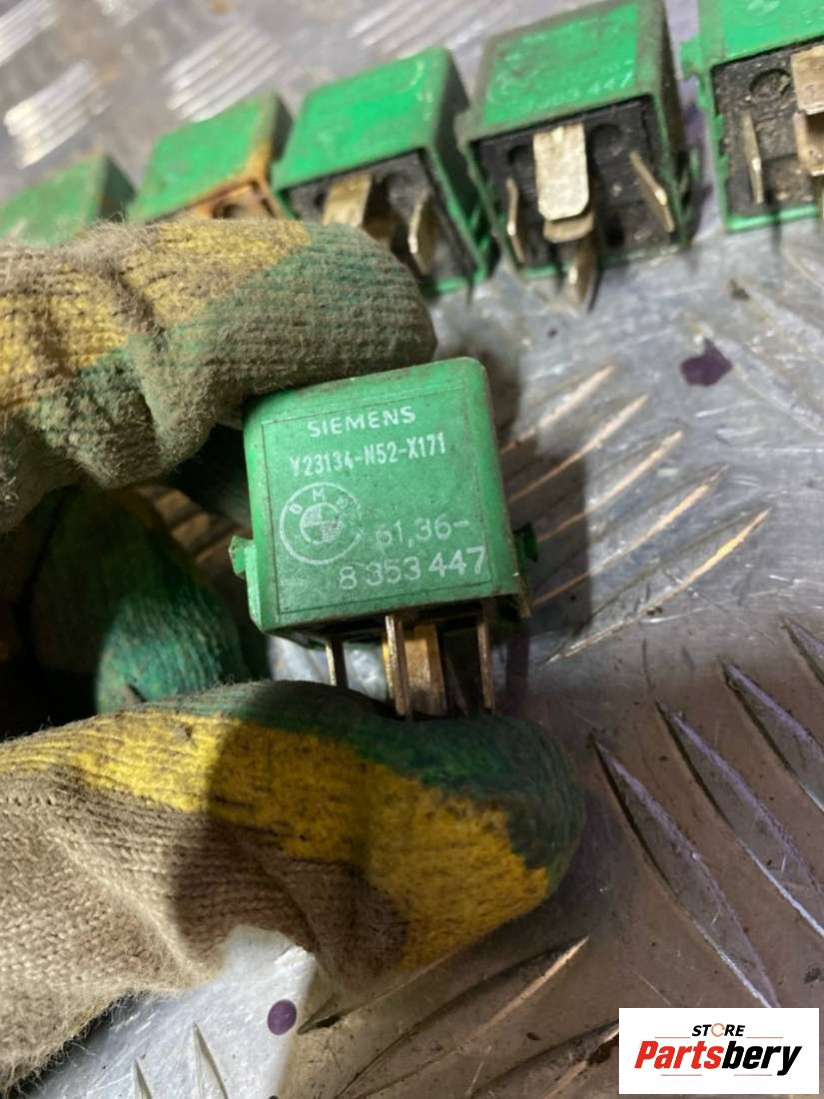 SIEMENS
V23134-N52-X171
BMW
61,36-
8 353 447
STORE
Partsbery